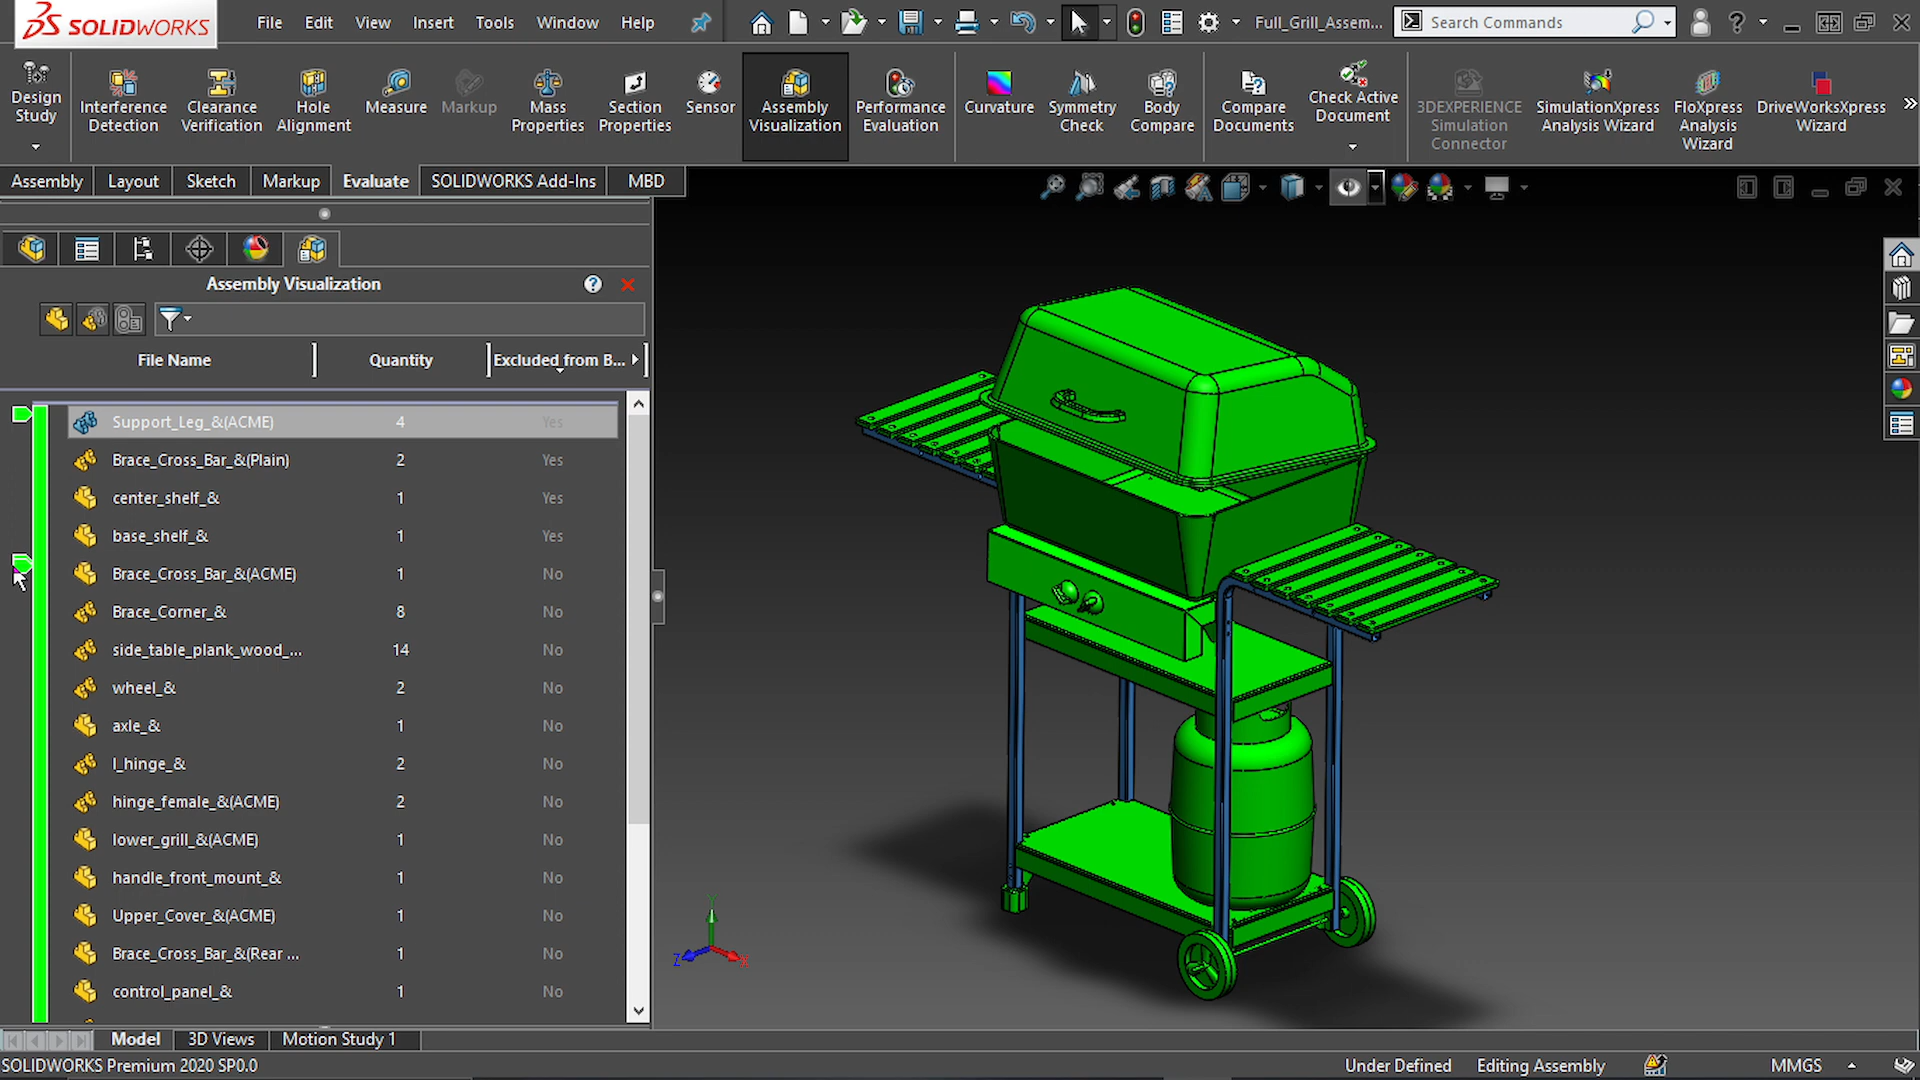 SOLIDWORKS
File Edit View Insert Tools Window Help
Full_Grill_Assem...
Search Commands
Design Study
Interference Detection
Clearance Verification
Hole Alignment
Measure
Markup
Mass Properties
Section Properties
Sensor
Assembly Visualization
Performance Evaluation
Curvature
Symmetry Check
Body Compare
Compare Documents
Check Active Document
3DEXPERIENCE Simulation Connector
SimulationXpress Analysis Wizard
FloXpress Analysis Wizard
DriveWorksXpress Wizard
Assembly Layout Sketch Markup Evaluate SOLIDWORKS Add-Ins MBD
Assembly Visualization
File Name Quantity Excluded from B...
Support_Leg_&(ACME) 4 Yes
Brace_Cross_Bar_&(Plain) 2 Yes
center_shelf_& 1 Yes
base_shelf_& 1 Yes
Brace_Cross_Bar_&(ACME) 1 No
Brace_Corner_& 8 No
side_table_plank_wood_... 14 No
wheel_& 2 No
axle_& 1 No
l_hinge_& 2 No
hinge_female_&(ACME) 2 No
lower_grill_&(ACME) 1 No
handle_front_mount_& 1 No
Upper_Cover_&(ACME) 1 No
Brace_Cross_Bar_&(Rear ... 1 No
control_panel_& 1 No
Y
Z
X
Model 3D Views Motion Study 1
SOLIDWORKS Premium 2020 SP0.0
Under Defined Editing Assembly MMGS